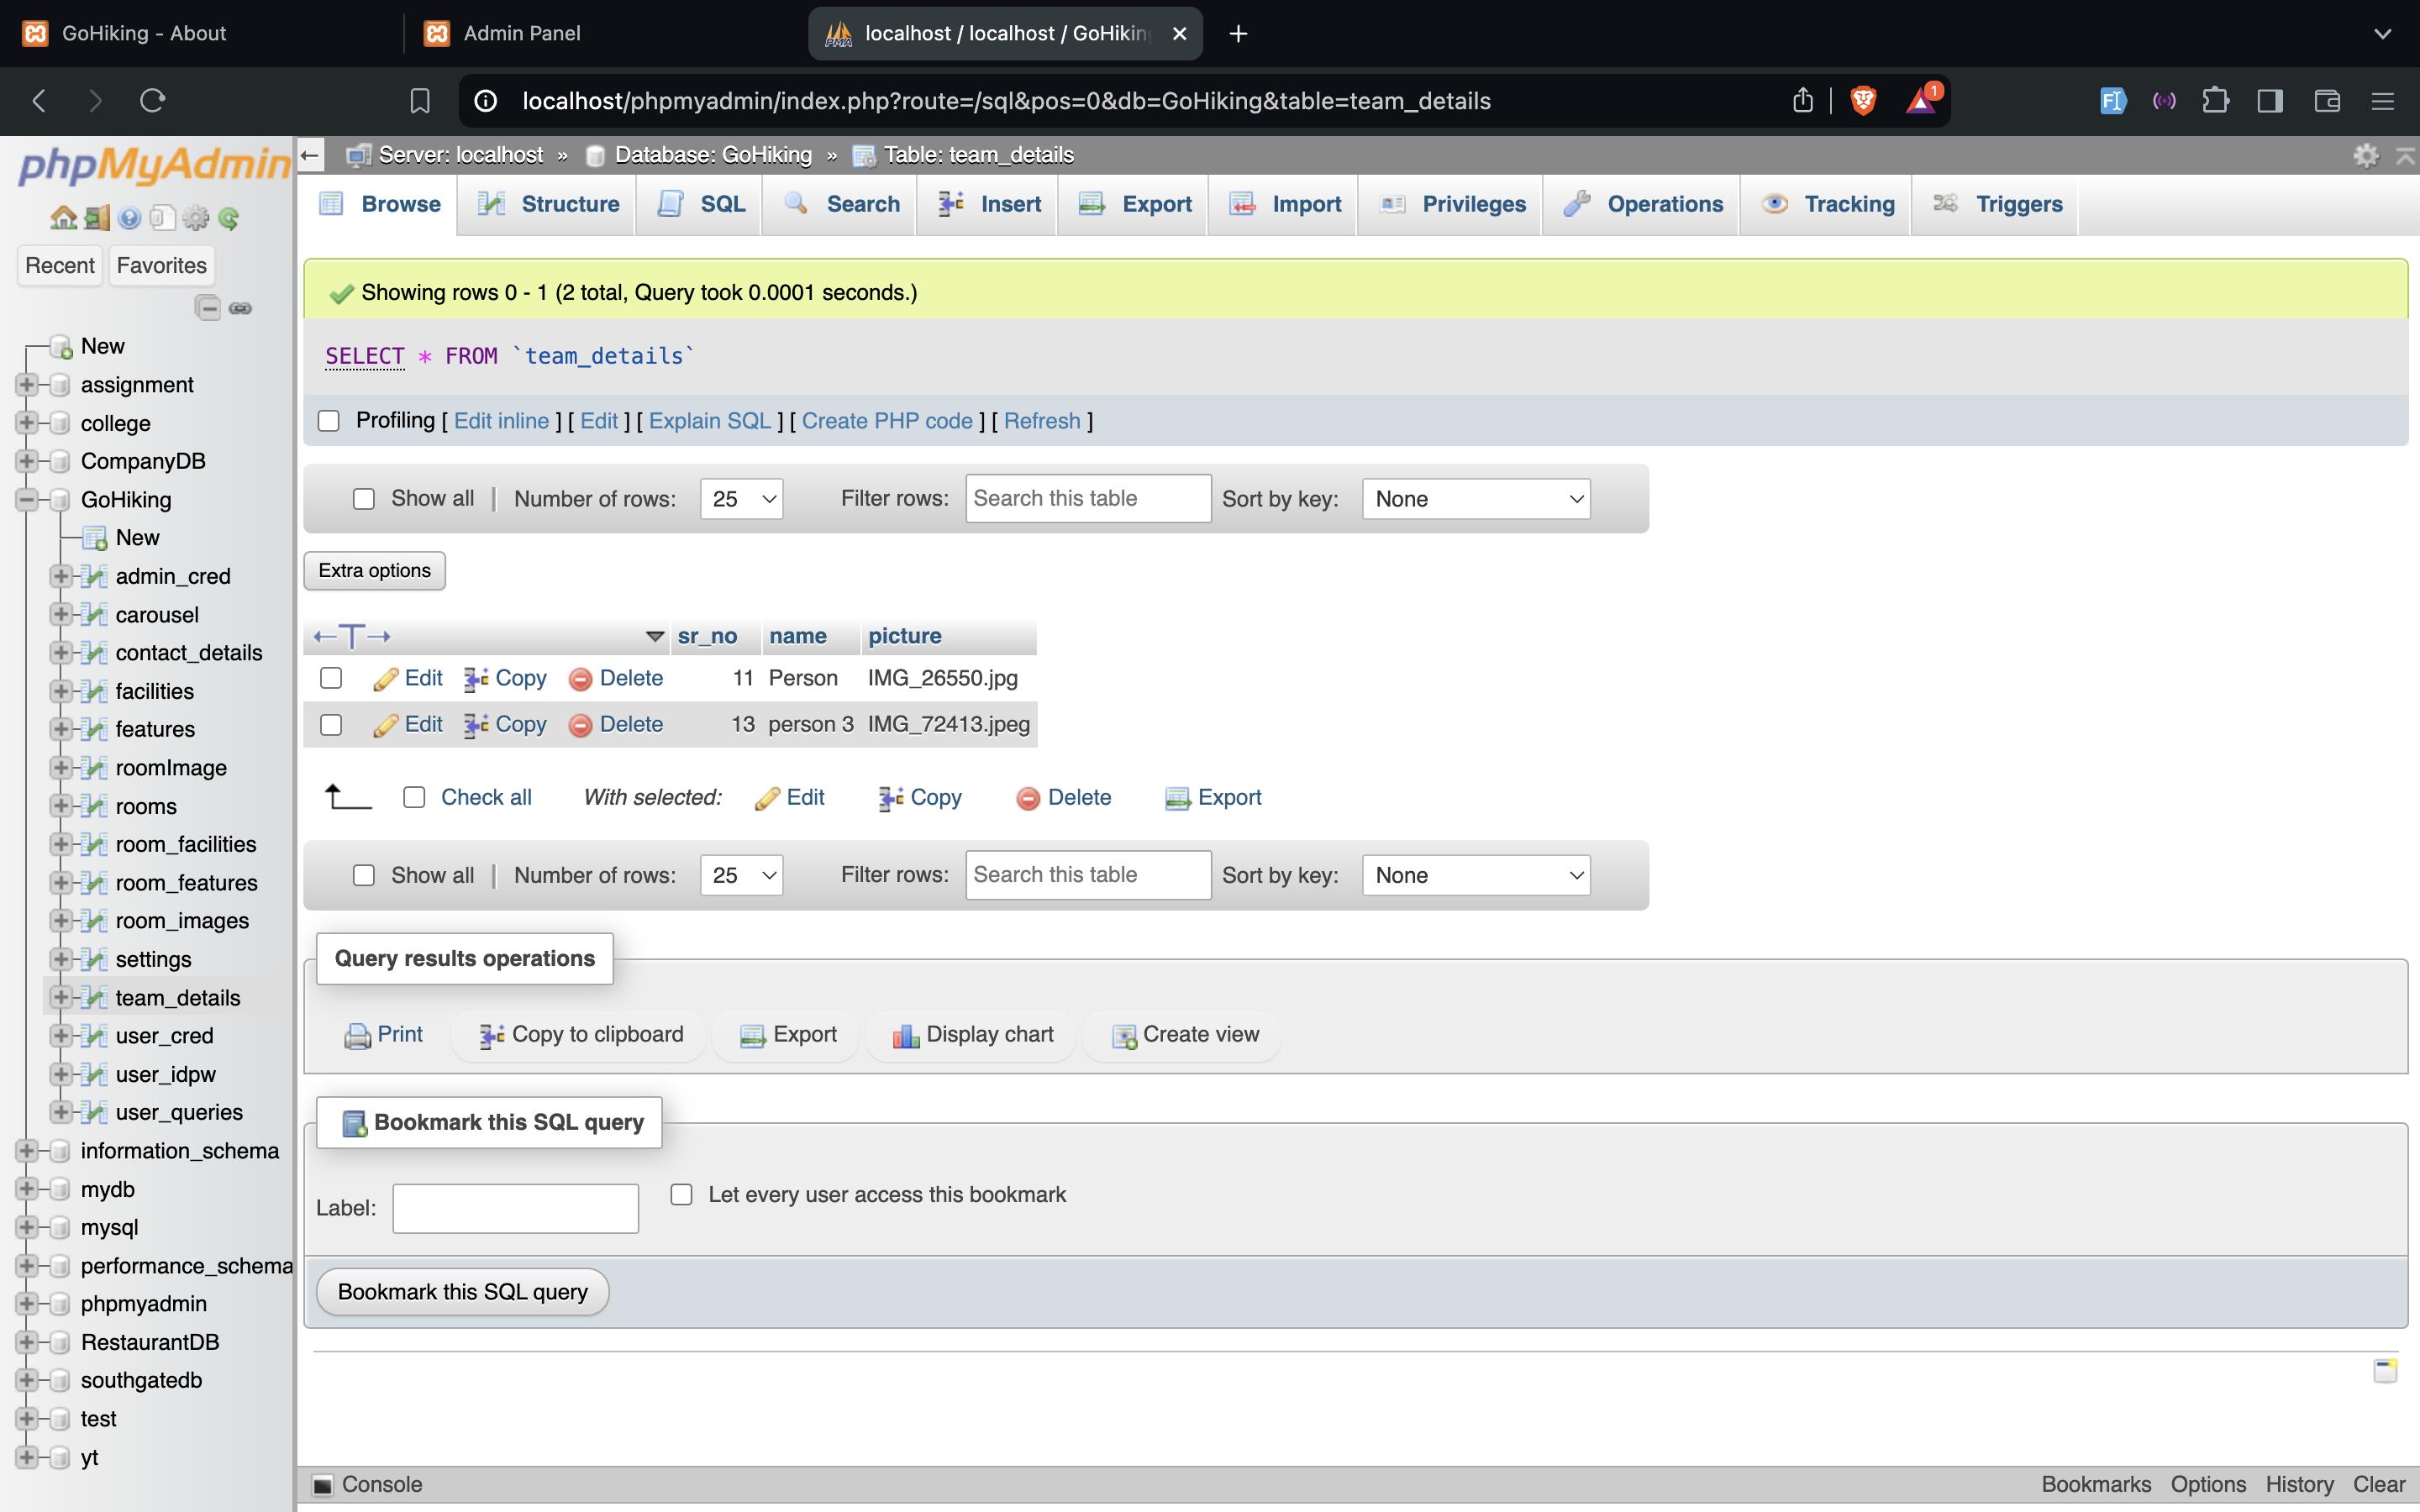 GoHiking - About
Admin Panel
localhost / localhost / GoHikin
localhost/phpmyadmin/index.php?route=/sql&pos=0&db=GoHiking&table=team_details
1
phpMyAdmin
Recent
Favorites
New
assignment
college
CompanyDB
GoHiking
New
admin_cred
carousel
contact_details
facilities
features
roomImage
rooms
room_facilities
room_features
room_images
settings
team_details
user_cred
user_idpw
user_queries
information_schema
mydb
mysql
performance_schema
phpmyadmin
RestaurantDB
southgatedb
test
yt
Server: localhost » Database: GoHiking » Table: team_details
Browse Structure SQL Search Insert Export Import Privileges Operations Tracking Triggers
Showing rows 0 - 1 (2 total, Query took 0.0001 seconds.)
SELECT * FROM `team_details`
Profiling [ Edit inline ] [ Edit ] [ Explain SQL ] [ Create PHP code ] [ Refresh ]
Show all | Number of rows: 25 Filter rows: Search this table Sort by key: None
Extra options
←T→ sr_no name picture
Edit Copy Delete 11 Person IMG_26550.jpg
Edit Copy Delete 13 person 3 IMG_72413.jpeg
Check all With selected: Edit Copy Delete Export
Show all | Number of rows: 25 Filter rows: Search this table Sort by key: None
Query results operations
Print Copy to clipboard Export Display chart Create view
Bookmark this SQL query
Label: Let every user access this bookmark
Bookmark this SQL query
Console Bookmarks Options History Clear